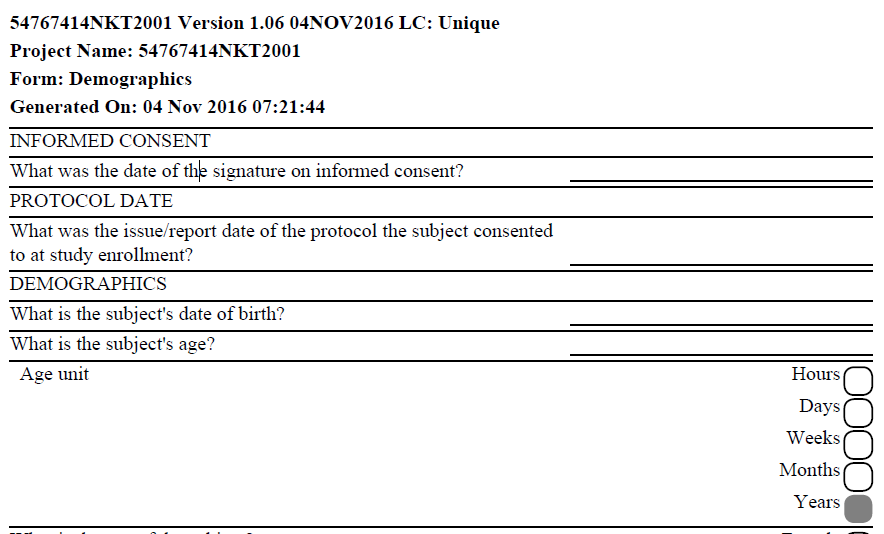 54767414NKT2001 Version 1.06 04NOV2016 LC: Unique
Project Name: 54767414NKT2001
Form: Demographics
Generated On: 04 Nov 2016 07:21:44
INFORMED CONSENT
What was the date of the signature on informed consent?
PROTOCOL DATE
What was the issue/report date of the protocol the subject consented
to at study enrollment?
DEMOGRAPHICS
What is the subject's date of birth?
What is the subject's age?
Age unit
Hours
Days
Weeks
Months
Years